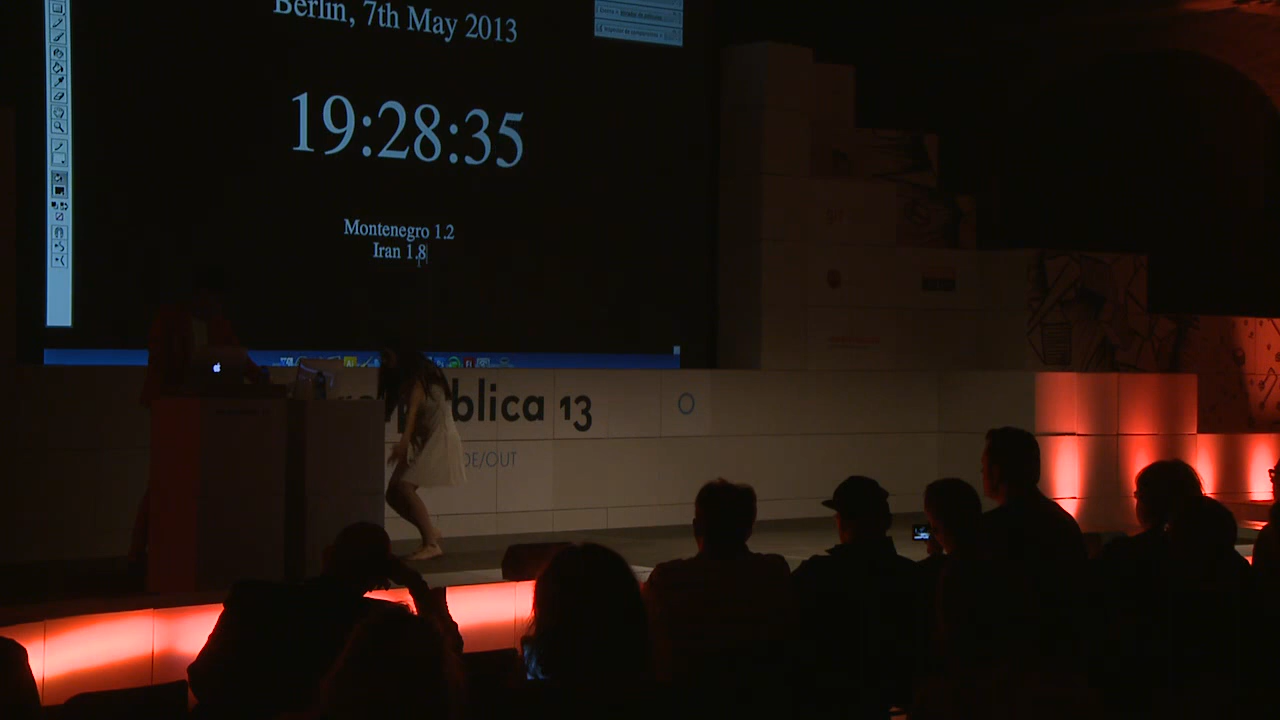 Berlin, 7th May 2013
19:28:35
Montenegro 1.2
Iran 1.8
blica 13
DE/OUT